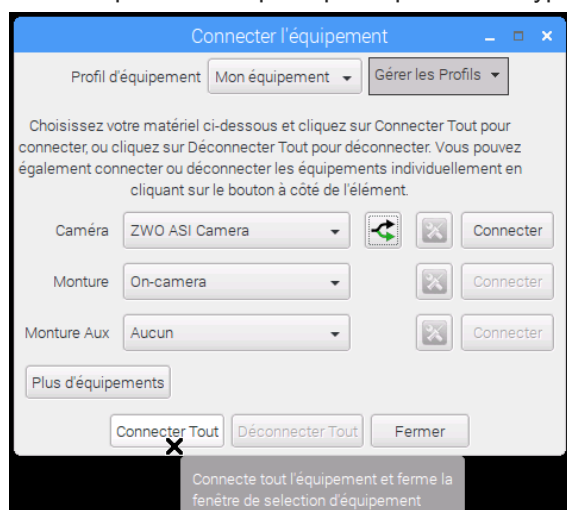 Connecter l'équipement
Profil d'équipement Mon équipement Gérer les Profils
Choisissez votre matériel ci-dessous et cliquez sur Connecter Tout pour
connecter, ou cliquez sur Déconnecter Tout pour déconnecter. Vous pouvez
également connecter ou déconnecter les équipements individuellement en
cliquant sur le bouton à côté de l'élément.
Caméra ZWO ASI Camera Connecter
Monture On-camera Connecter
Monture Aux Aucun Connecter
Plus d'équipements
Connecter Tout Déconnecter Tout Fermer
Connecte tout l'équipement et ferme la
fenêtre de selection d'équipement